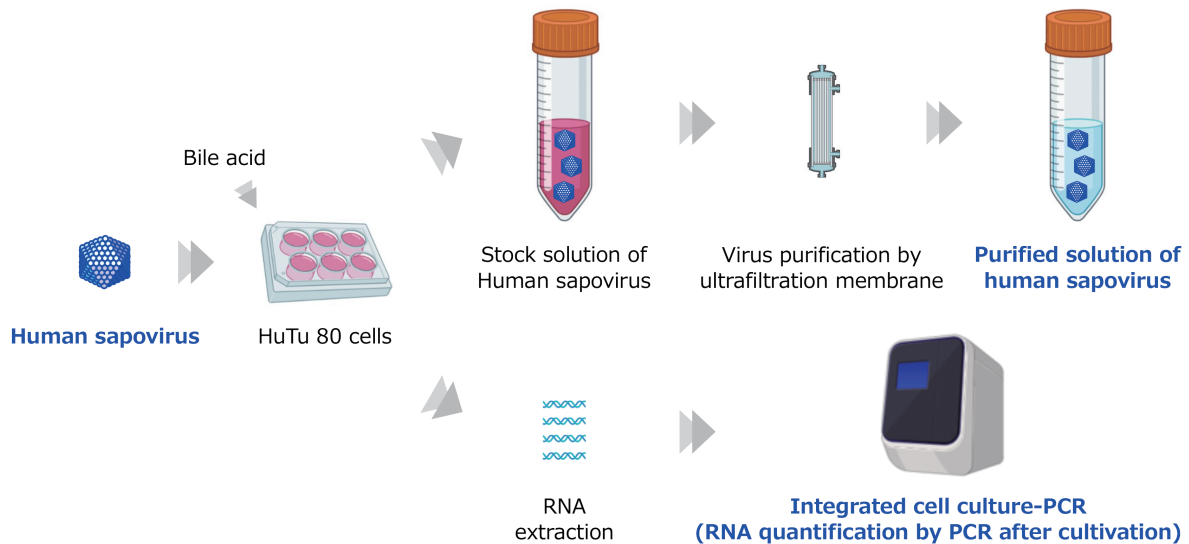 Bile acid
Human sapovirus
HuTu 80 cells
Stock solution of
Human sapovirus
Virus purification by
ultrafiltration membrane
Purified solution of
human sapovirus
RNA
extraction
Integrated cell culture-PCR
(RNA quantification by PCR after cultivation)